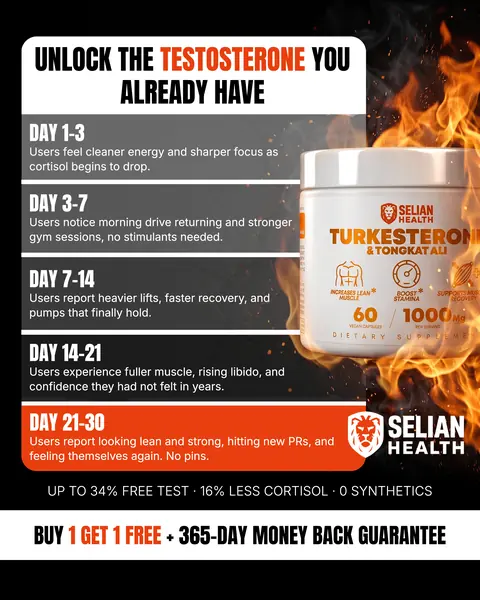 UNLOCK THE TESTOSTERONE YOU
ALREADY HAVE
DAY 1-3
Users feel cleaner energy and sharper focus as
cortisol begins to drop.
DAY 3-7
Users notice morning drive returning and stronger
gym sessions, no stimulants needed.
DAY 7-14
Users report heavier lifts, faster recovery, and
pumps that finally hold.
DAY 14-21
Users experience fuller muscle, rising libido, and
confidence they had not felt in years.
DAY 21-30
Users report looking lean and strong, hitting new PRs, and
feeling themselves again. No pins.
SELIAN
HEALTH
TURKESTERON
& TONGKAT ALI
INCREASES LEAN
MUSCLE*
BOOST*
STAMINA
SUPPORTS
RECOVERY
60
VEGAN CAPSULES
1000MG
PER SERVING
DIETARY SUPPLEME
SELIAN
HEALTH
UP TO 34% FREE TEST · 16% LESS CORTISOL · 0 SYNTHETICS
BUY 1 GET 1 FREE + 365-DAY MONEY BACK GUARANTEE